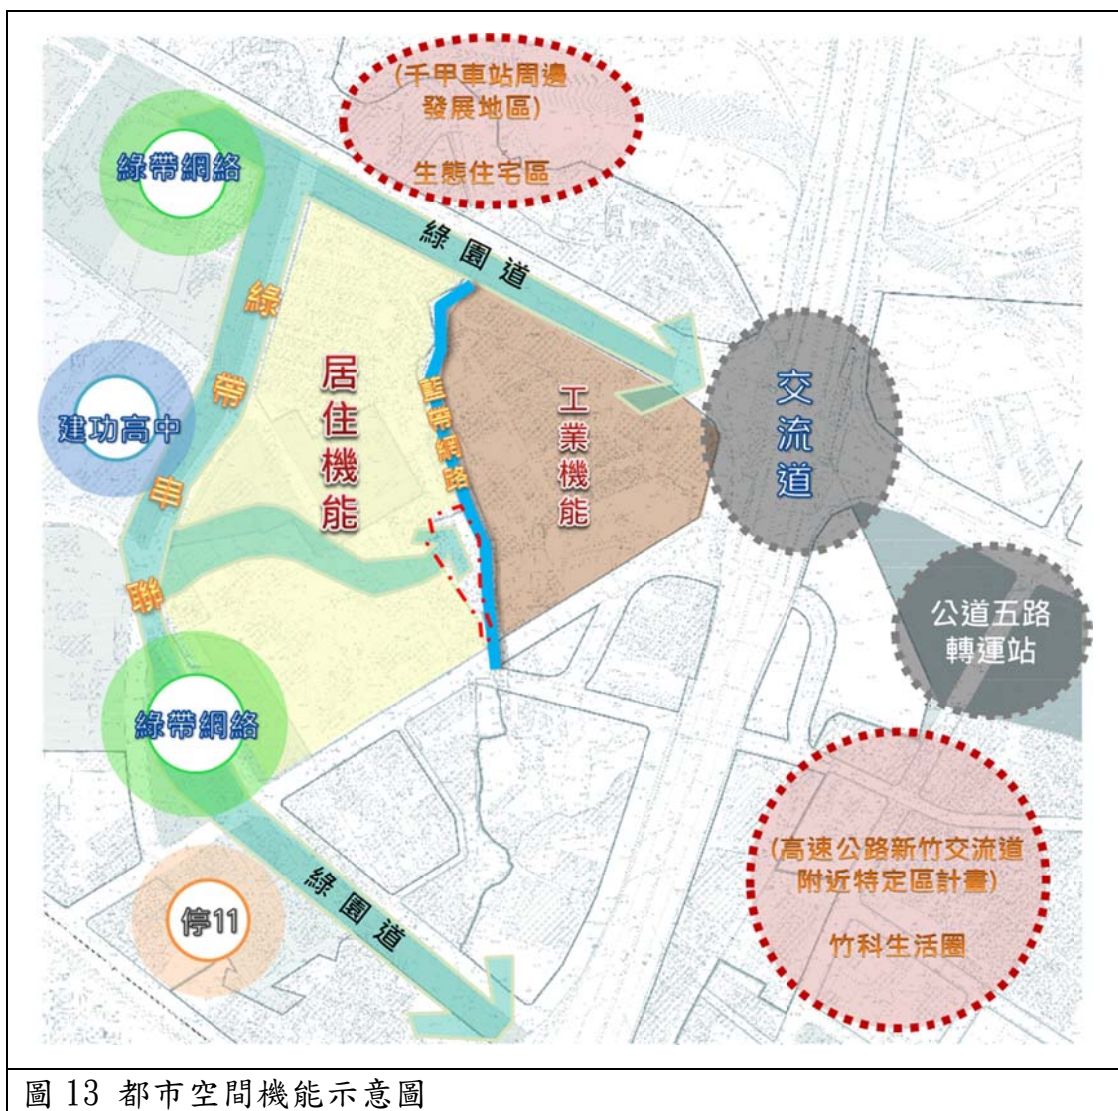 (千甲車站周邊
發展地區)
生態住宅區
綠帶網絡
綠園道
綠帶串聯
居住機能
藍帶網路
工業機能
交流道
建功高中
公道五路
轉運站
綠帶網絡
綠園道
停11
(高速公路新竹交流道
附近特定區計畫)
竹科生活圈
圖 13 都市空間機能示意圖